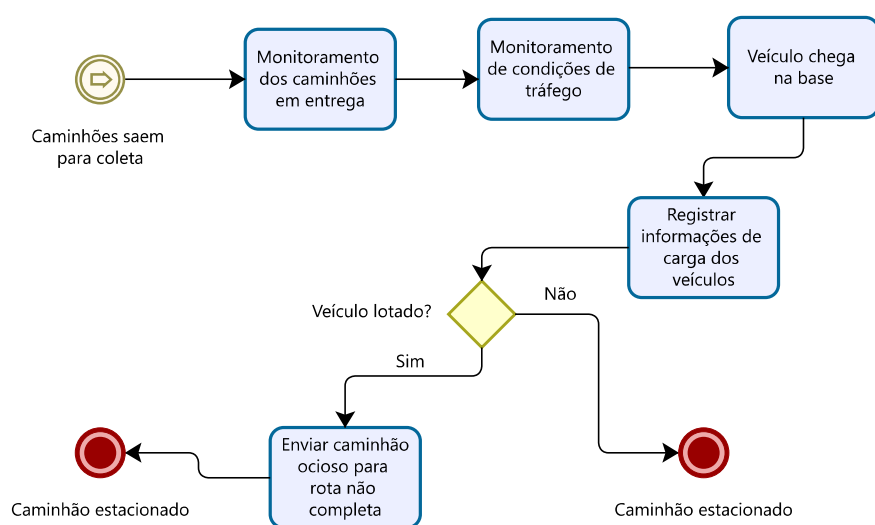 Monitoramento
dos caminhões
em entrega
Monitoramento
de condições de
tráfego
Veículo chega
na base
Caminhões saem
para coleta
Registrar
informações de
carga dos
veículos
Veículo lotado?
Não
Sim
Enviar caminhão
ocioso para
rota não
completa
Caminhão estacionado
Caminhão estacionado